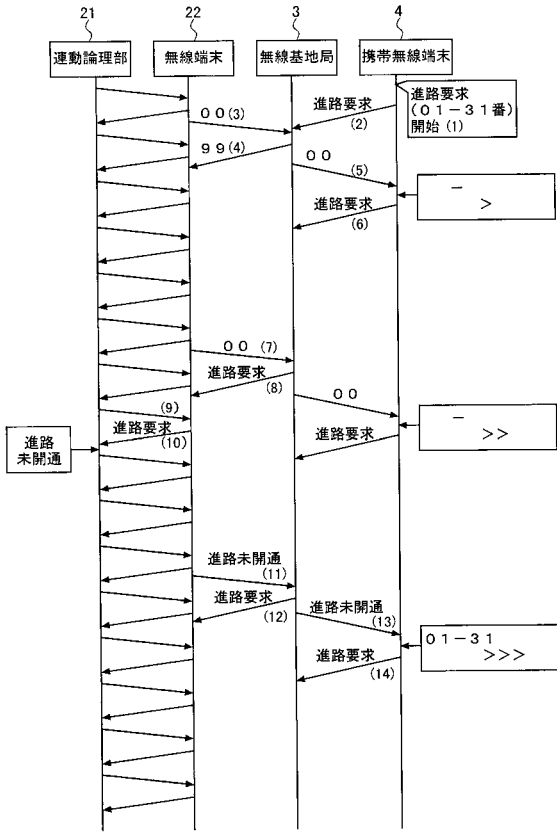 21
22
3
4
連動論理部
無線端末
無線基地局
携帯無線端末
進路要求
(01−31番)
開始(1)
進路要求
(2)
00(3)
99(4)
00
(5)
−
>
進路要求
(6)
00(7)
進路要求
(8)
00
(9)
−
>>
進路要求
(10)
進路要求
進路
未開通
進路未開通
(11)
進路要求
(12)
進路未開通
(13)
01−31
>>>
進路要求
(14)